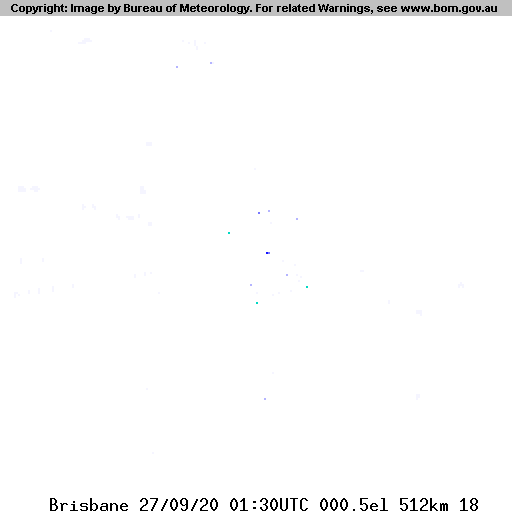 Copyright: Image by Bureau of Meteorology. For related Warnings, see www.bom.gov.au
Brisbane 27/09/20 01:30UTC 000.5el 512km 18